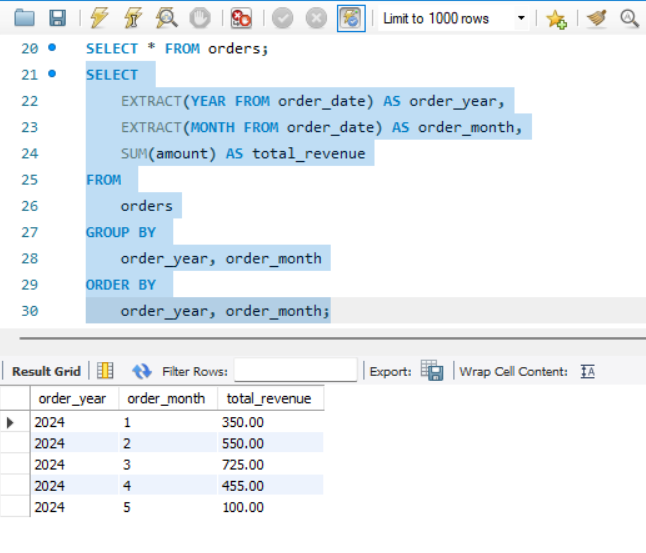 Limit to 1000 rows
20 SELECT * FROM orders;
21 SELECT
22 EXTRACT(YEAR FROM order_date) AS order_year,
23 EXTRACT(MONTH FROM order_date) AS order_month,
24 SUM(amount) AS total_revenue
25 FROM
26 orders
27 GROUP BY
28 order_year, order_month
29 ORDER BY
30 order_year, order_month;
Result Grid Filter Rows: Export: Wrap Cell Content: IA
order_year order_month total_revenue
2024 1 350.00
2024 2 550.00
2024 3 725.00
2024 4 455.00
2024 5 100.00